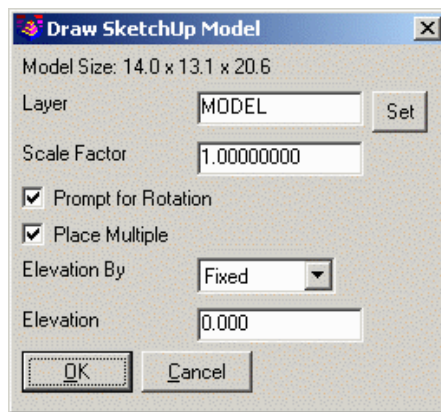 Draw SketchUp Model
Model Size: 14.0 x 13.1 x 20.6
Layer MODEL Set
Scale Factor 1.00000000
Prompt for Rotation
Place Multiple
Elevation By Fixed
Elevation 0.000
OK Cancel